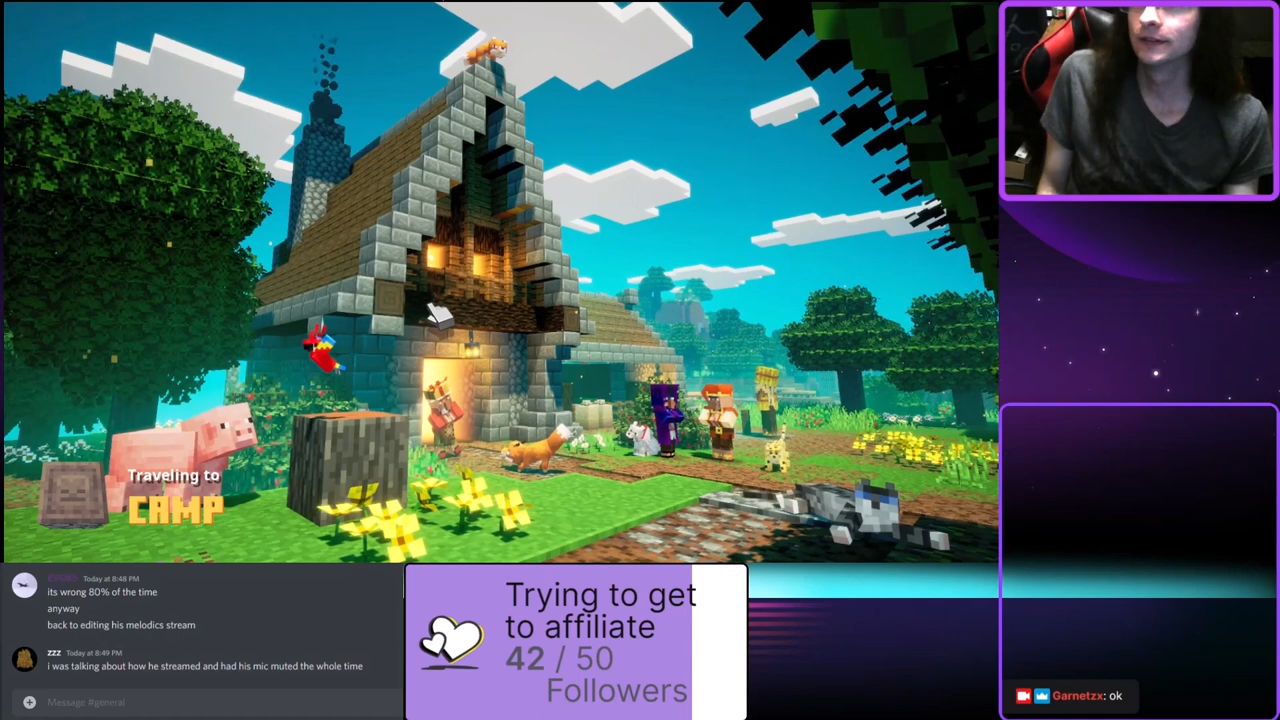 Traveling to
CAMP
Today at 8:48 PM
its wrong 80% of the time
anyway
back to editing his melodics stream
zzz Today at 8:49 PM
i was talking about how he streamed and had his mic muted the whole time
Message #general
Trying to get
to affiliate
42 / 50
Followers
Garnetzx: ok